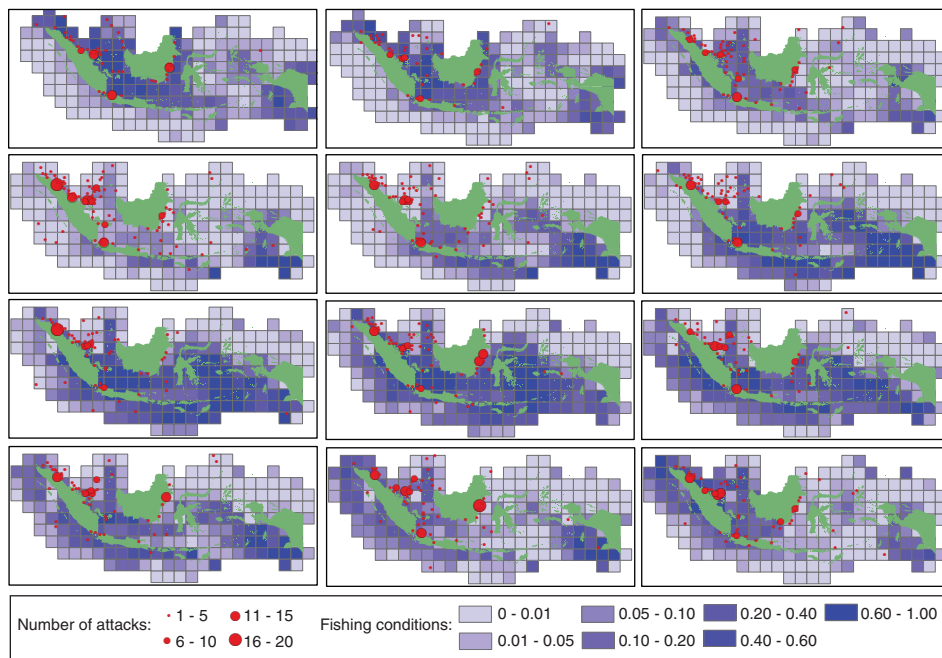 Number of attacks:
1 - 5
11 - 15
6 - 10
16 - 20
Fishing conditions:
0 - 0.01
0.05 - 0.10
0.20 - 0.40
0.60 - 1.00
0.01 - 0.05
0.10 - 0.20
0.40 - 0.60